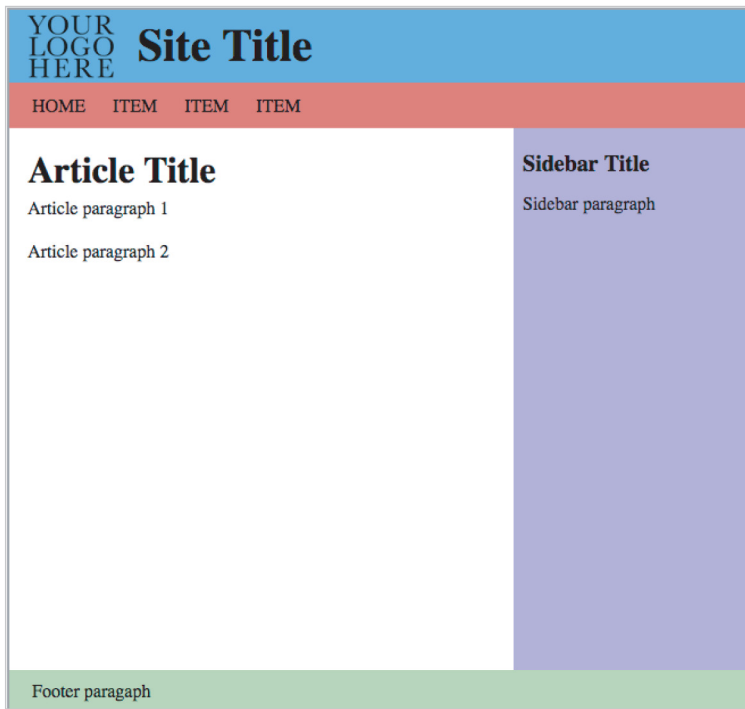 YOUR
LOGO
HERE
Site Title
HOME ITEM ITEM ITEM
Article Title
Article paragraph 1
Article paragraph 2
Sidebar Title
Sidebar paragraph
Footer paragaph